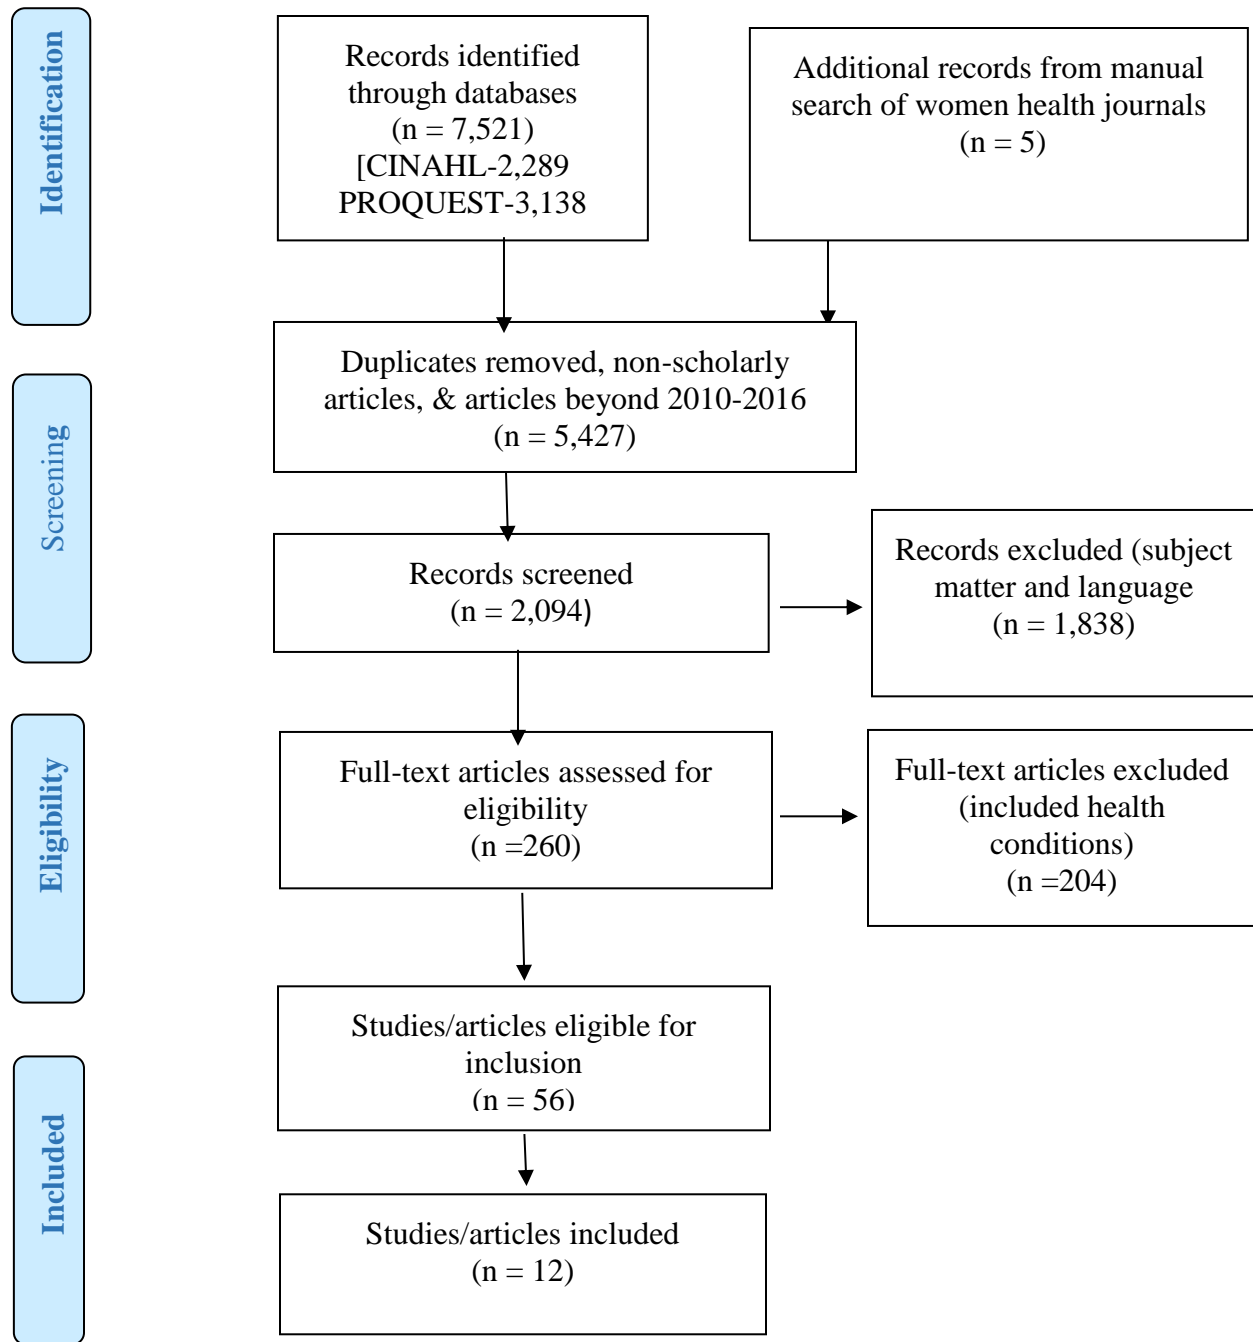 Identification
Records identified
through databases
(n = 7,521)
[CINAHL-2,289
PROQUEST-3,138
Additional records from manual
search of women health journals
(n = 5)
Screening
Duplicates removed, non-scholarly
articles, & articles beyond 2010-2016
(n = 5,427)
Records screened
(n = 2,094)
Records excluded (subject
matter and language
(n = 1,838)
Eligibility
Full-text articles assessed for
eligibility
(n =260)
Full-text articles excluded
(included health
conditions)
(n =204)
Studies/articles eligible for
inclusion
(n = 56)
Included
Studies/articles included
(n = 12)